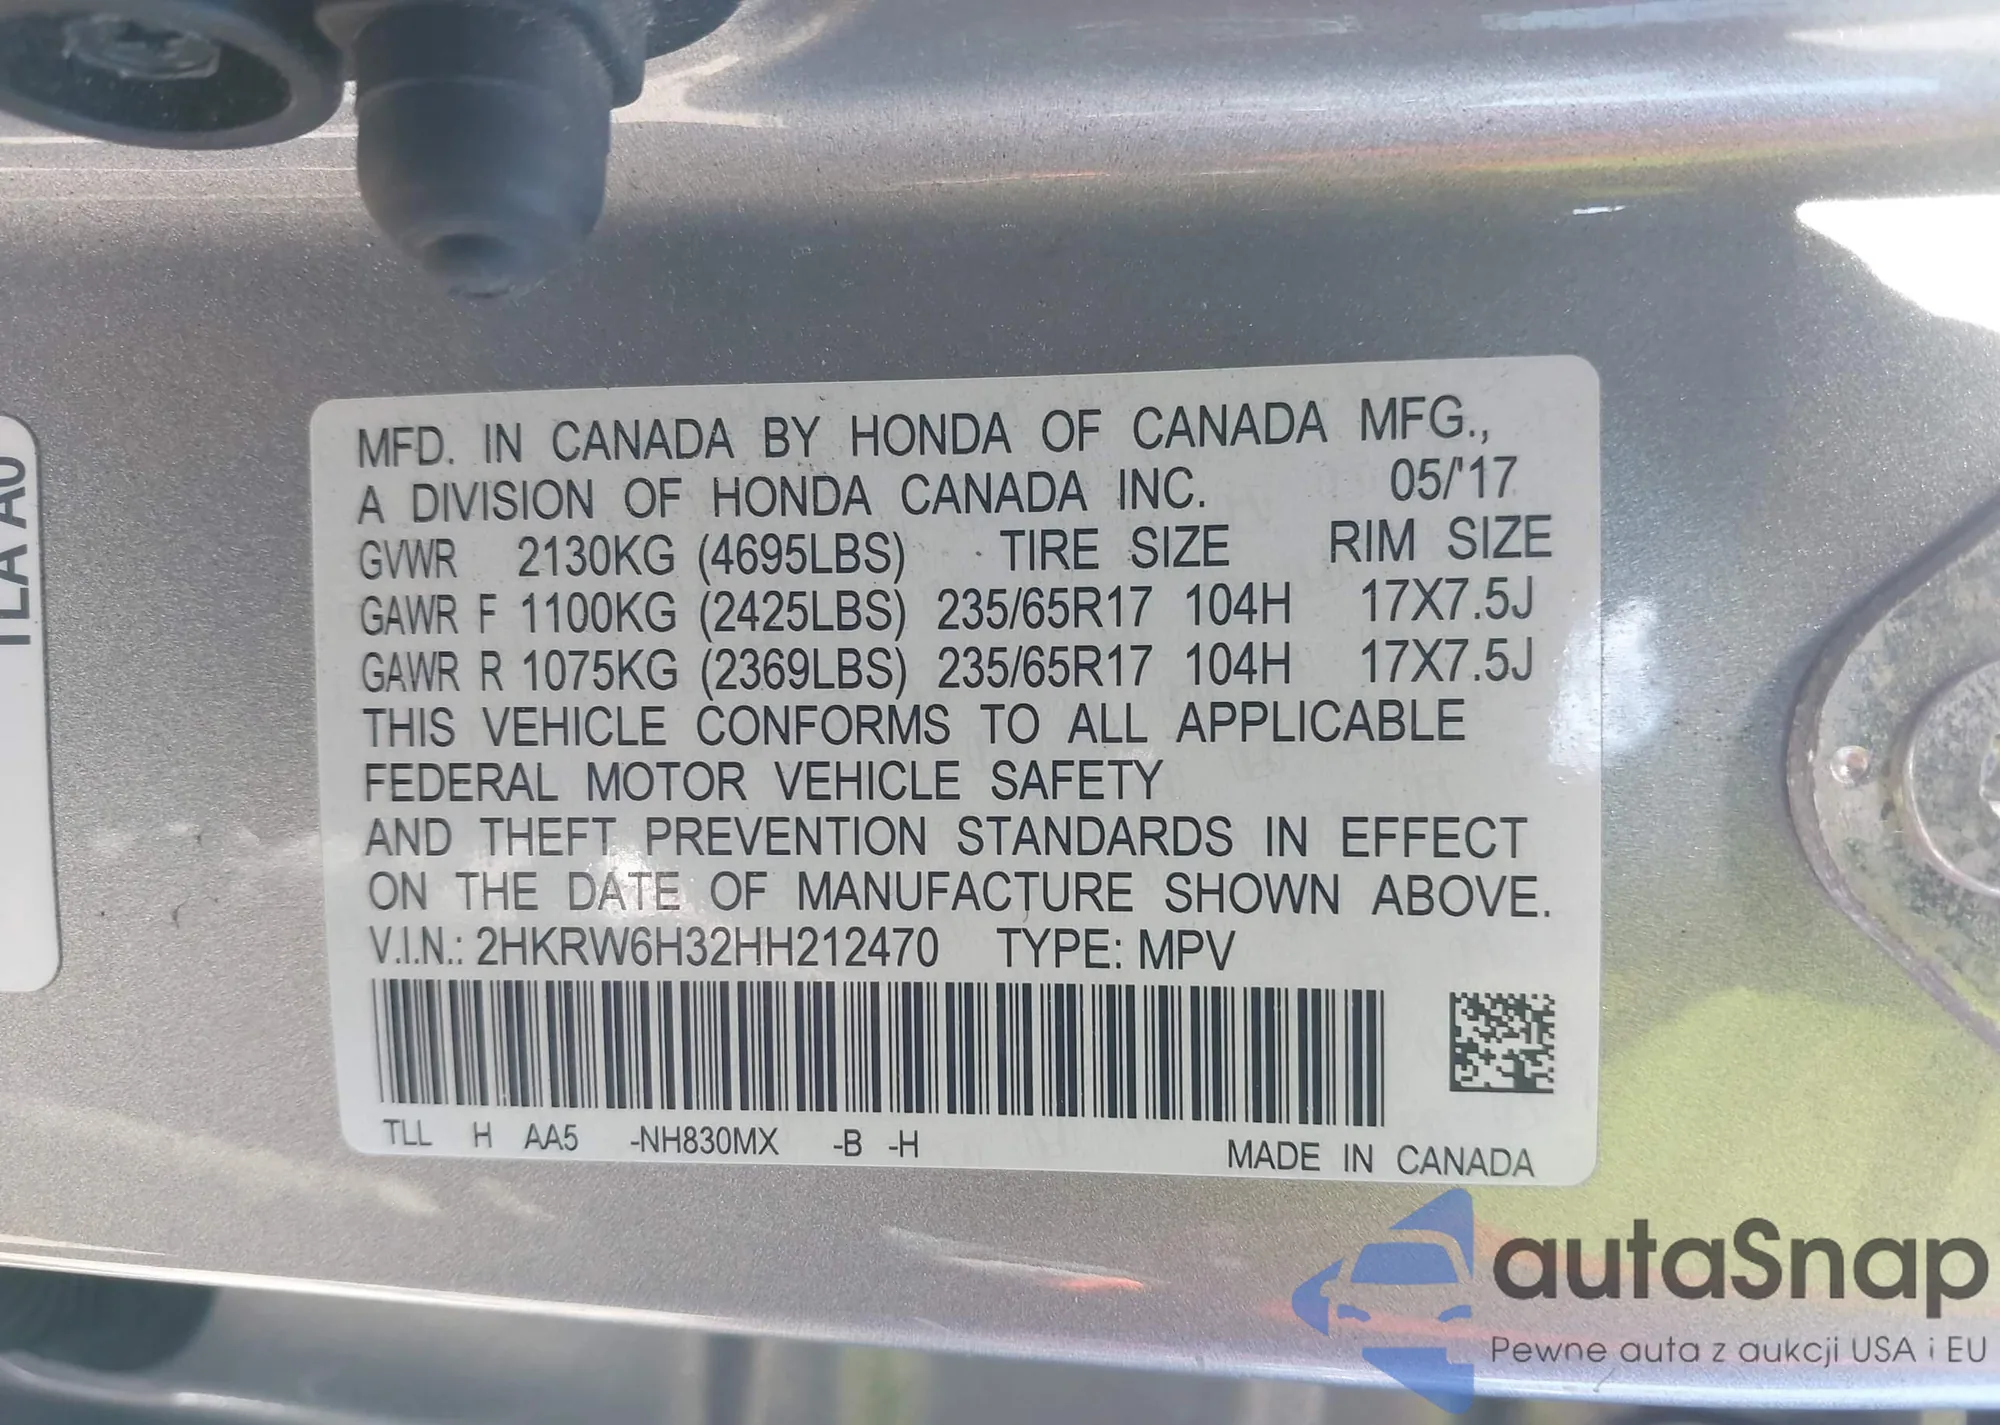 MFD. IN CANADA BY HONDA OF CANADA MFG.,
A DIVISION OF HONDA CANADA INC. 05/'17
GVWR 2130KG (4695LBS) TIRE SIZE RIM SIZE
GAWR F 1100KG (2425LBS) 235/65R17 104H 17X7.5J
GAWR R 1075KG (2369LBS) 235/65R17 104H 17X7.5J
THIS VEHICLE CONFORMS TO ALL APPLICABLE
FEDERAL MOTOR VEHICLE SAFETY
AND THEFT PREVENTION STANDARDS IN EFFECT
ON THE DATE OF MANUFACTURE SHOWN ABOVE.
V.I.N.: 2HKRW6H32HH212470 TYPE: MPV
TLL H AA5 -NH830MX -B -H MADE IN CANADA
TLA A0
autaSnap
Pewne auta z aukcji USA i EU